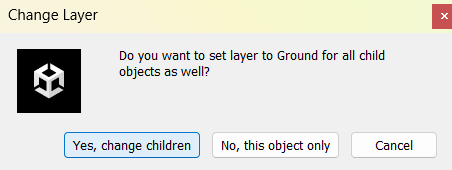 Change Layer
Do you want to set layer to Ground for all child
objects as well?
Yes, change children
No, this object only
Cancel